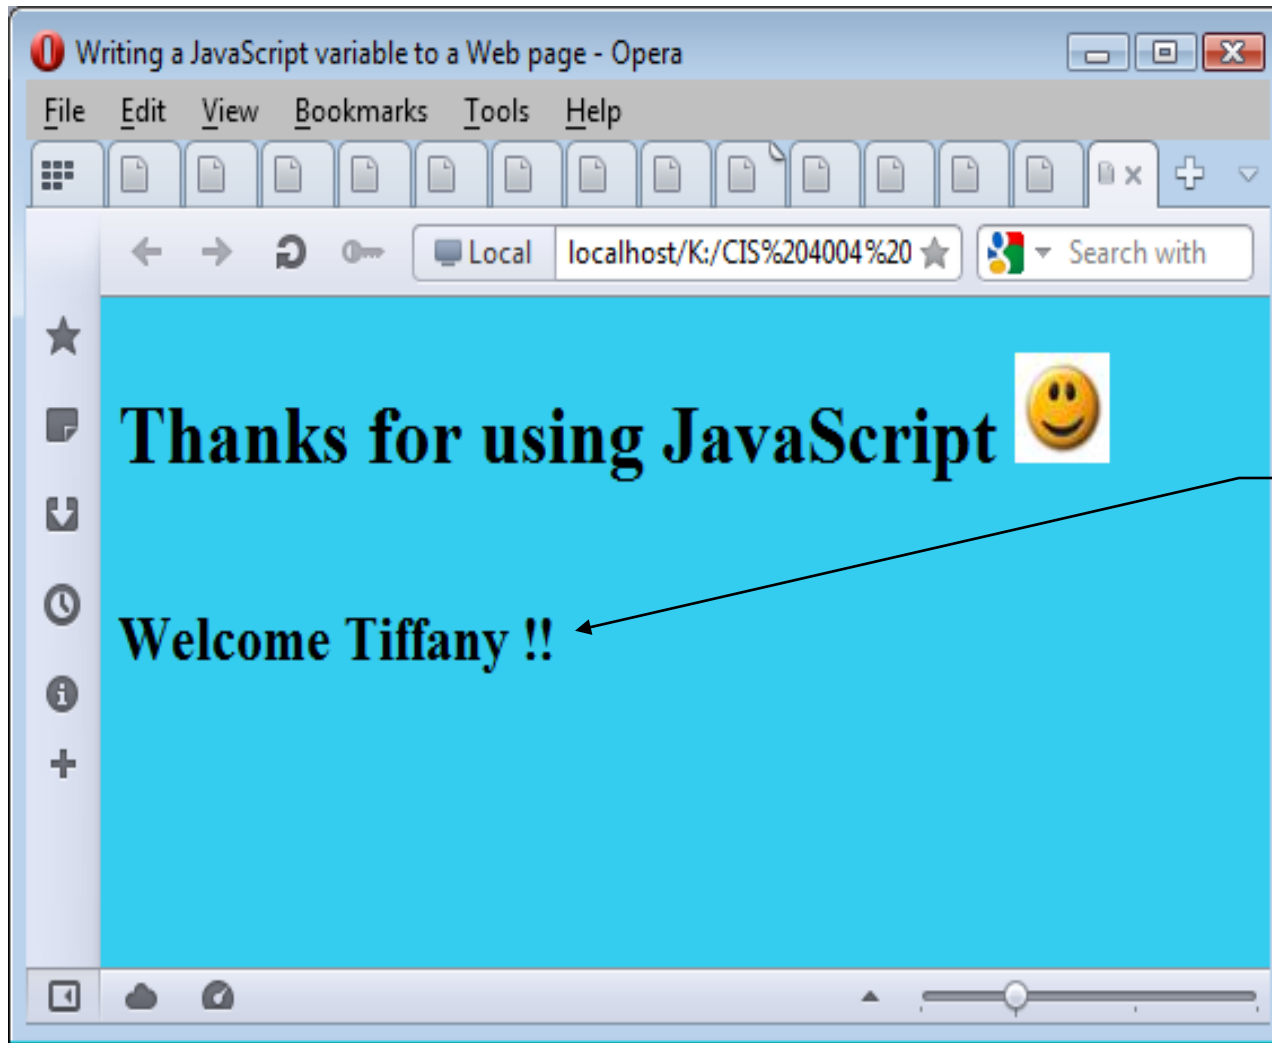 Writing a JavaScript variable to a Web page - Opera
File Edit View Bookmarks Tools Help
Local localhost/K:/CIS%204004%20 Search with
Thanks for using JavaScript
Welcome Tiffany !!